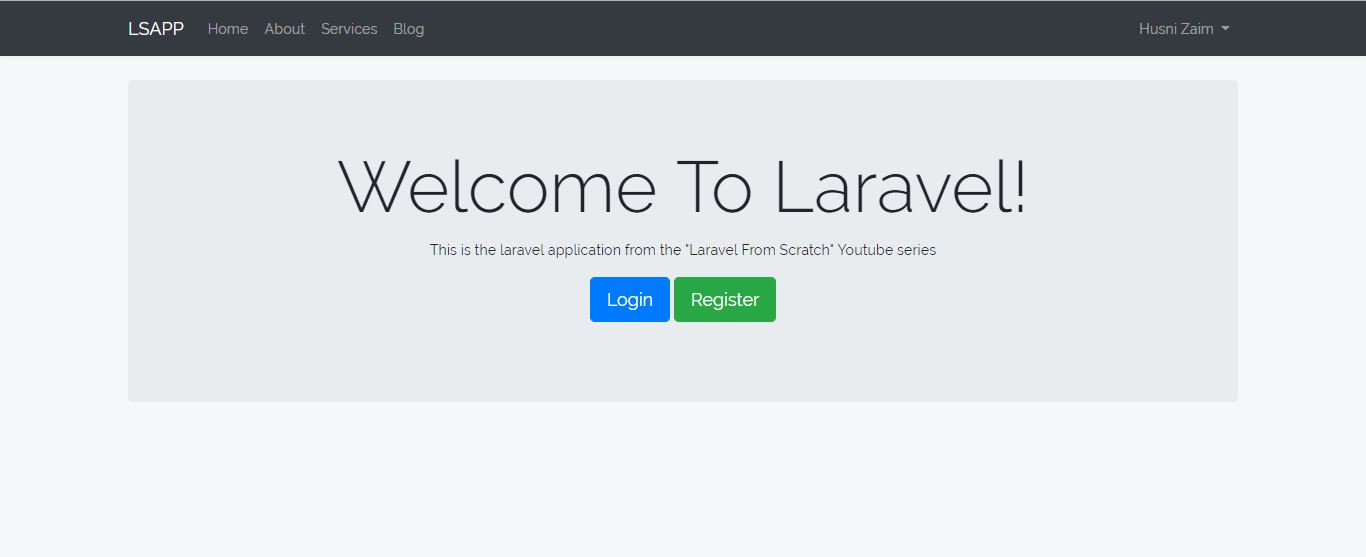 LSAPP Home About Services Blog Husni Zaim
Welcome To Laravel!
This is the laravel application from the "Laravel From Scratch" Youtube series
Login Register